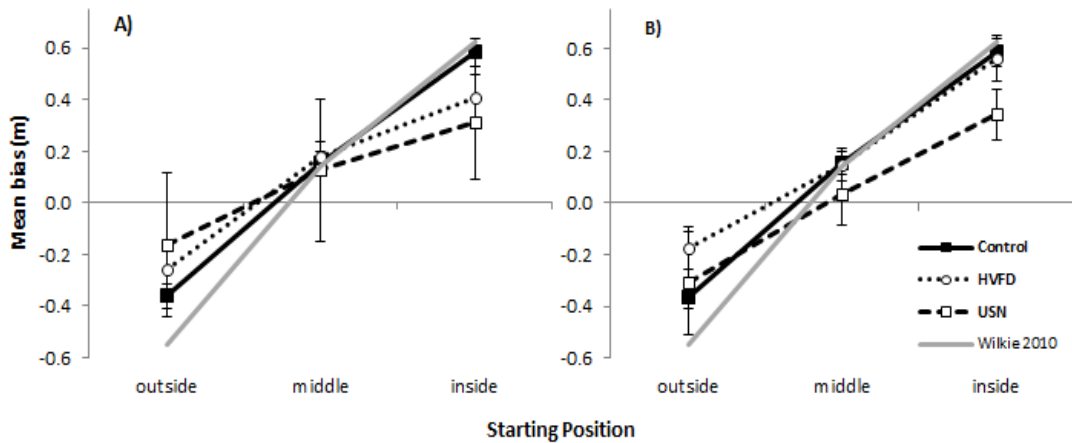 A)
B)
Mean bias (m)
0.6
0.4
0.2
0.0
-0.2
-0.4
-0.6
outside
middle
inside
0.6
0.4
0.2
0.0
-0.2
-0.4
-0.6
outside
middle
inside
Control
HVFD
USN
Wilkie 2010
Starting Position